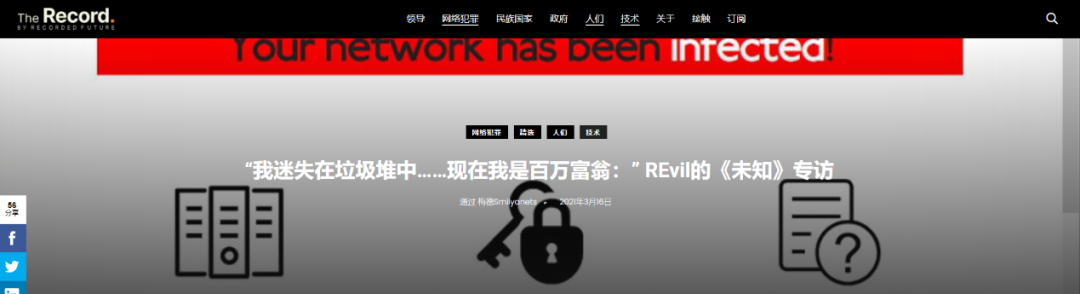 The Record.
BY RECORDED FUTURE
领导 网络犯罪 民族国家 政府 人们 技术 关于 接触 订阅
Your network has been infected!
网络犯罪 精选 人们 技术
“我迷失在垃圾堆中……现在我是百万富翁：” REvil的《未知》专访
通过 梅德Smilyanets • 2021年3月16日
56
分享